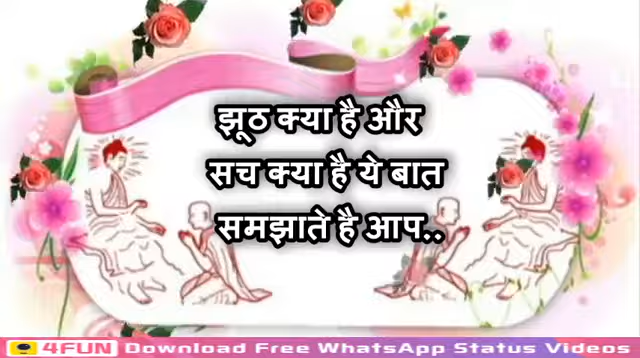 झूठ क्या है और
सच क्या है ये बात
समझाते है आप..
4FUN Download Free WhatsApp Status Videos